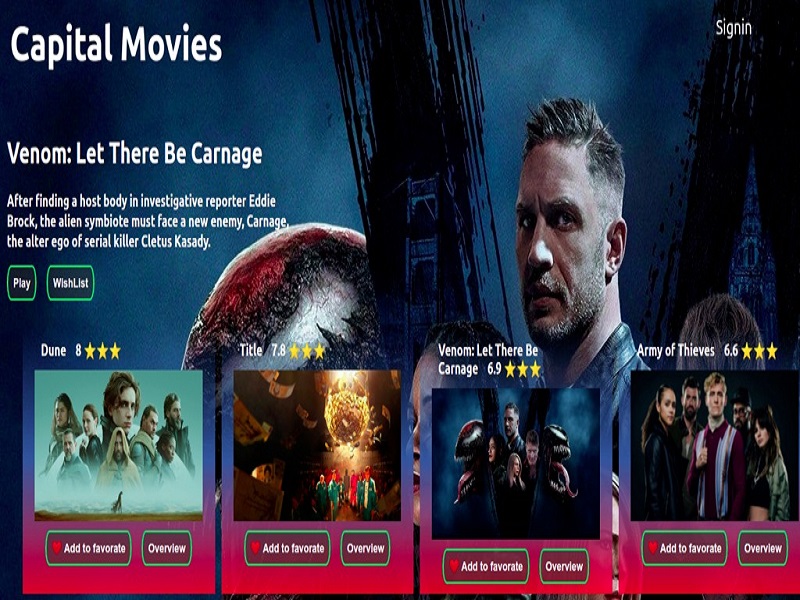 Capital Movies
Signin
Venom: Let There Be Carnage
After finding a host body in investigative reporter Eddie
Brock, the alien symbiote must face a new enemy, Carnage,
the alter ego of serial killer Cletus Kasady.
Play
WishList
Dune 8 ⭐⭐⭐
Title 7.8 ⭐⭐⭐
Venom: Let There Be
Carnage 6.9 ⭐⭐⭐
Army of Thieves 6.6 ⭐⭐⭐
❤ Add to favorate
Overview
❤ Add to favorate
Overview
❤ Add to favorate
Overview
❤ Add to favorate
Overview